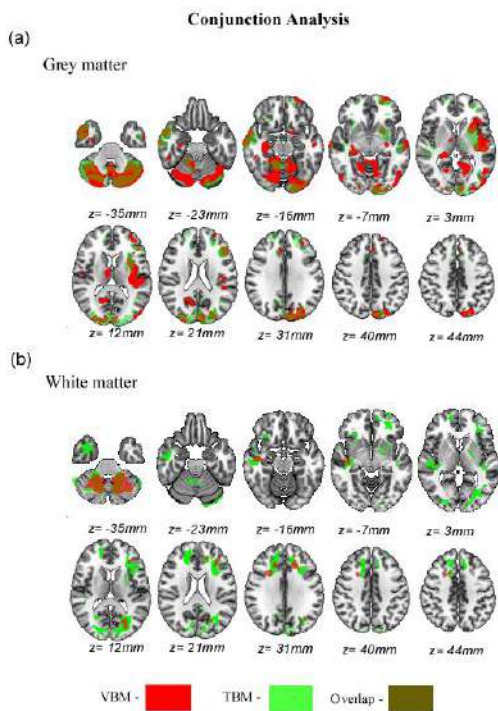 Conjunction Analysis
(a)
Grey matter
z= -35mm z= -23mm z= -16mm z= -7mm z= 3mm
z= 12mm z= 21mm z= 31mm z= 40mm z= 44mm
(b)
White matter
z= -35mm z= -23mm z= -16mm z= -7mm z= 3mm
z= 12mm z= 21mm z= 31mm z= 40mm z= 44mm
VBM - TBM - Overlap -